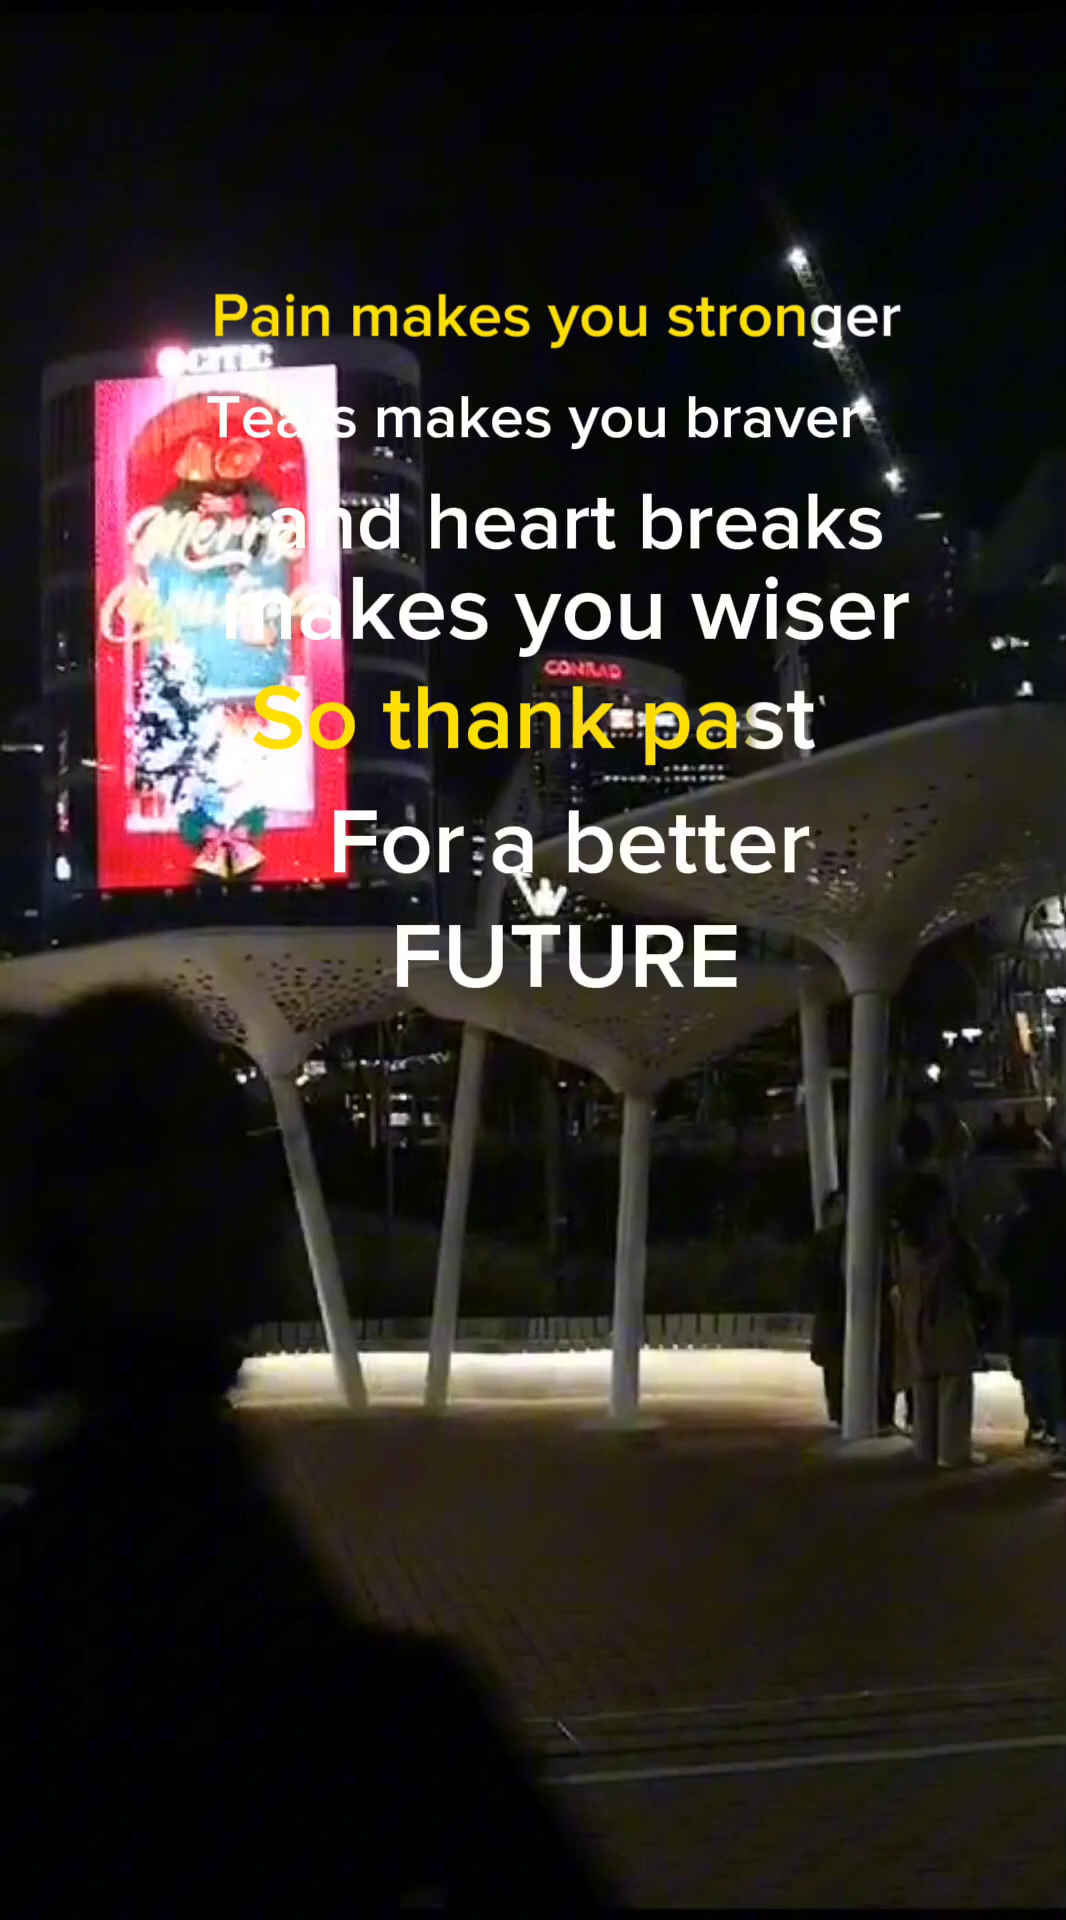 Pain makes you stronger
CITIC
Tears makes you braver
and heart breaks
Merry
makes you wiser
CONRAD
So thank past
For a better
FUTURE